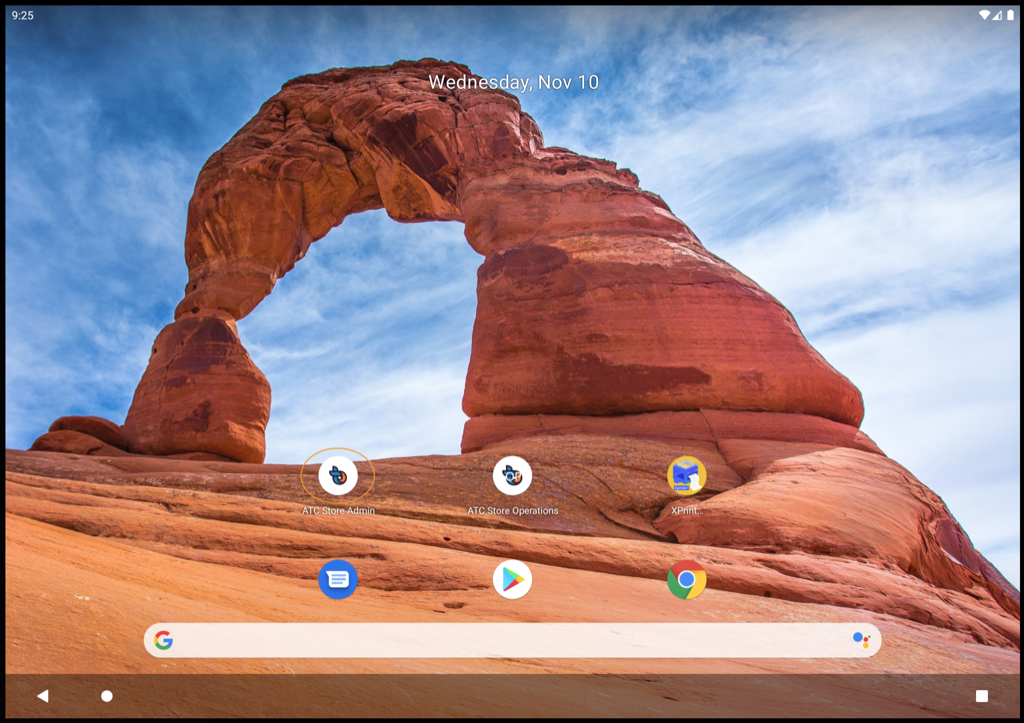 9:25
Wednesday, Nov 10
ATC Store Admin
ATC Store Operations
XPrint..